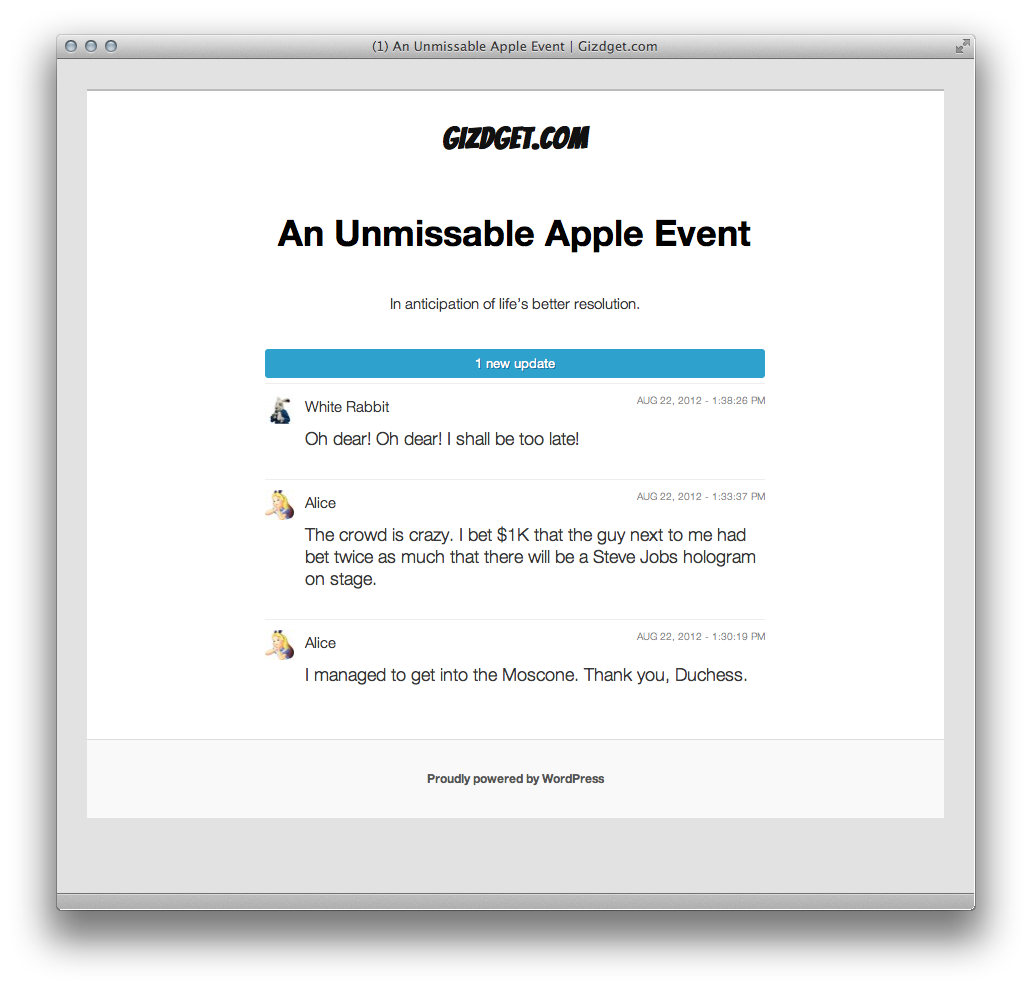 (1) An Unmissable Apple Event | Gizdget.com
GIZDGET.COM
An Unmissable Apple Event
In anticipation of life's better resolution.
1 new update
White Rabbit
AUG 22, 2012 - 1:38:26 PM
Oh dear! Oh dear! I shall be too late!
Alice
AUG 22, 2012 - 1:33:37 PM
The crowd is crazy. I bet $1K that the guy next to me had
bet twice as much that there will be a Steve Jobs hologram
on stage.
Alice
AUG 22, 2012 - 1:30:19 PM
I managed to get into the Moscone. Thank you, Duchess.
Proudly powered by WordPress